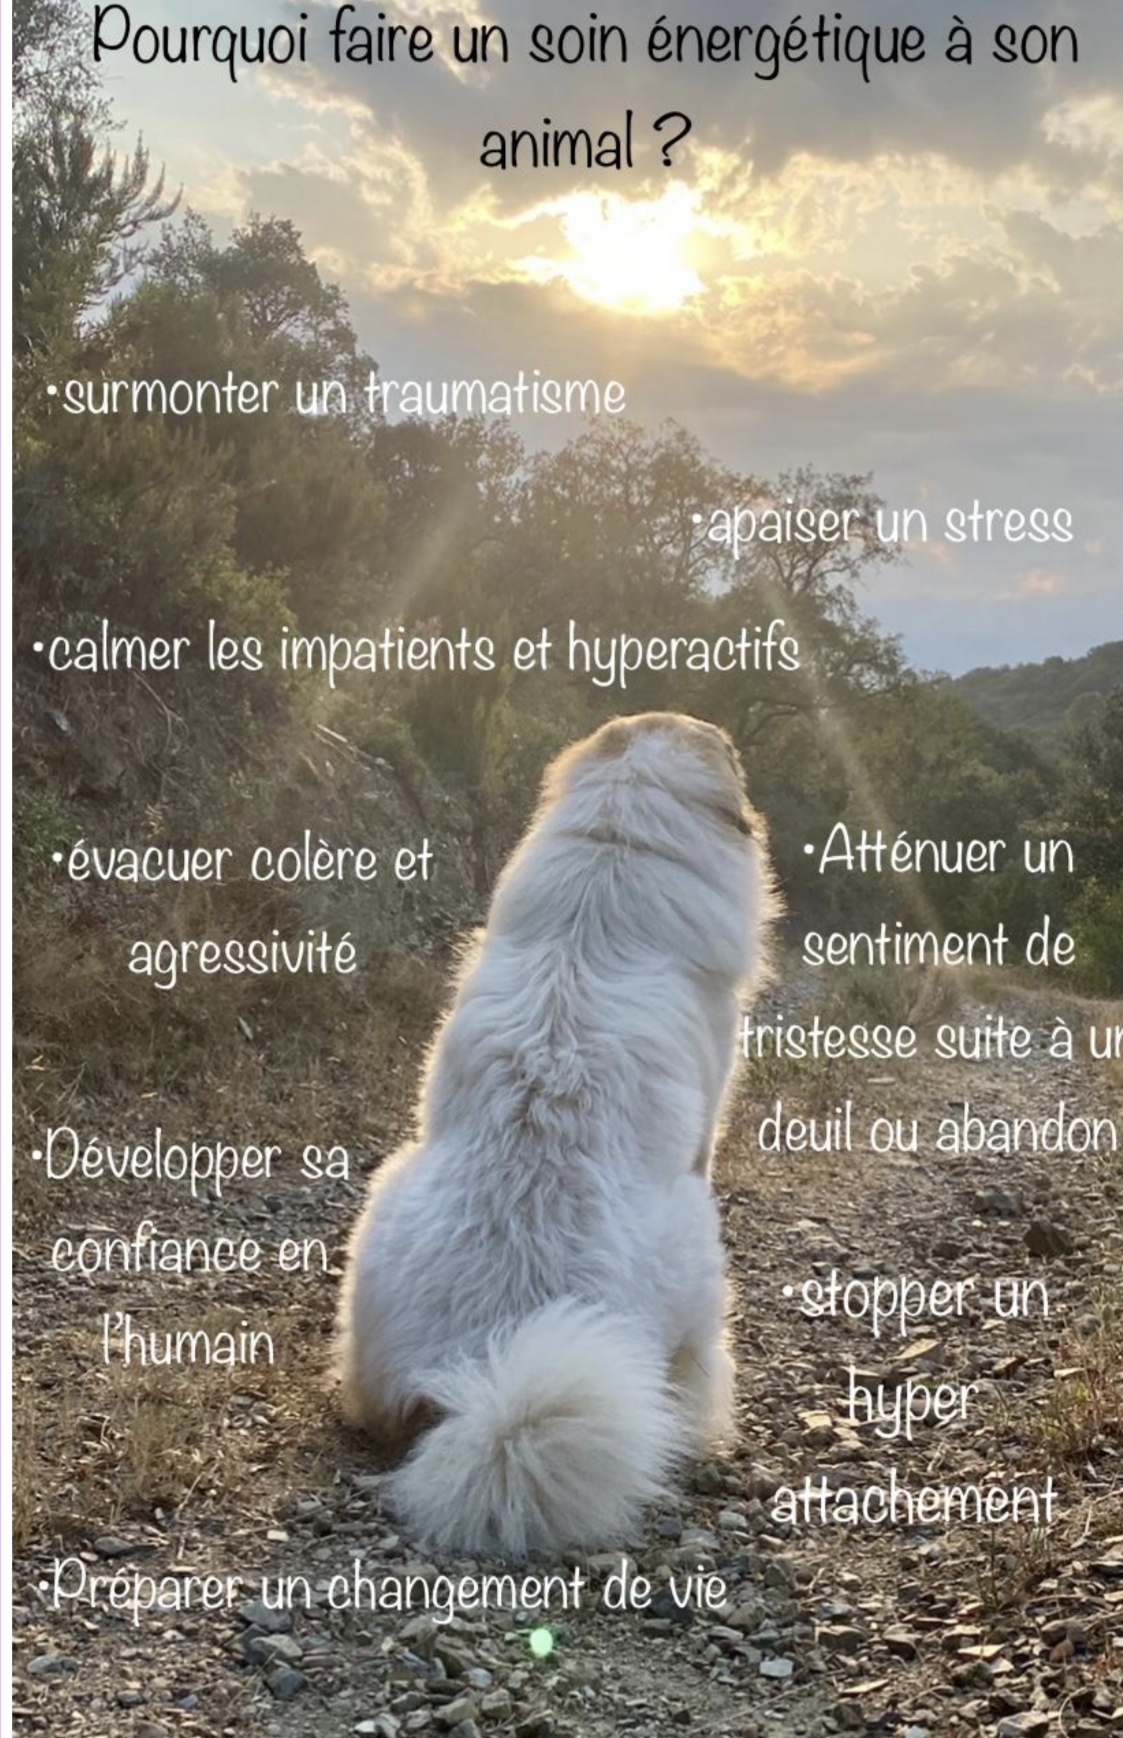 Pourquoi faire un soin énergétique à son
animal ?
•surmonter un traumatisme
•apaiser un stress
•calmer les impatients et hyperactifs
•évacuer colère et
agressivité
•Atténuer un
sentiment de
tristesse suite à un
deuil ou abandon
•Développer sa
confiance en
l'humain
•stopper un
hyper
attachement
•Préparer un changement de vie